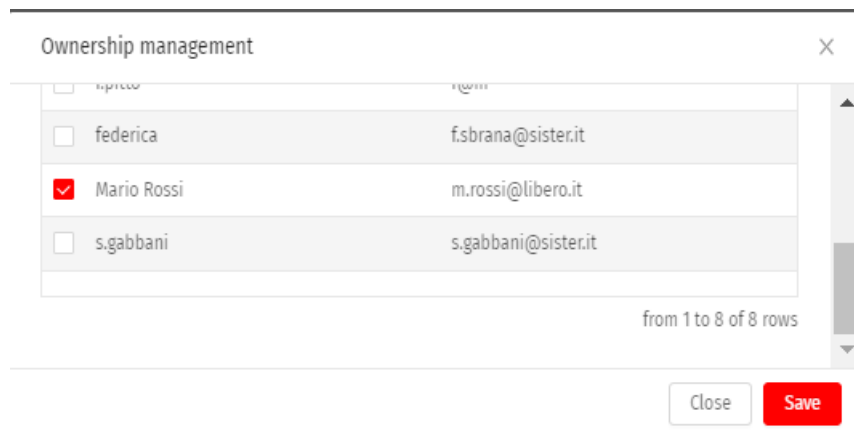 Ownership management
federica f.sbrana@sister.it
Mario Rossi m.rossi@libero.it
s.gabbani s.gabbani@sister.it
from 1 to 8 of 8 rows
Close Save